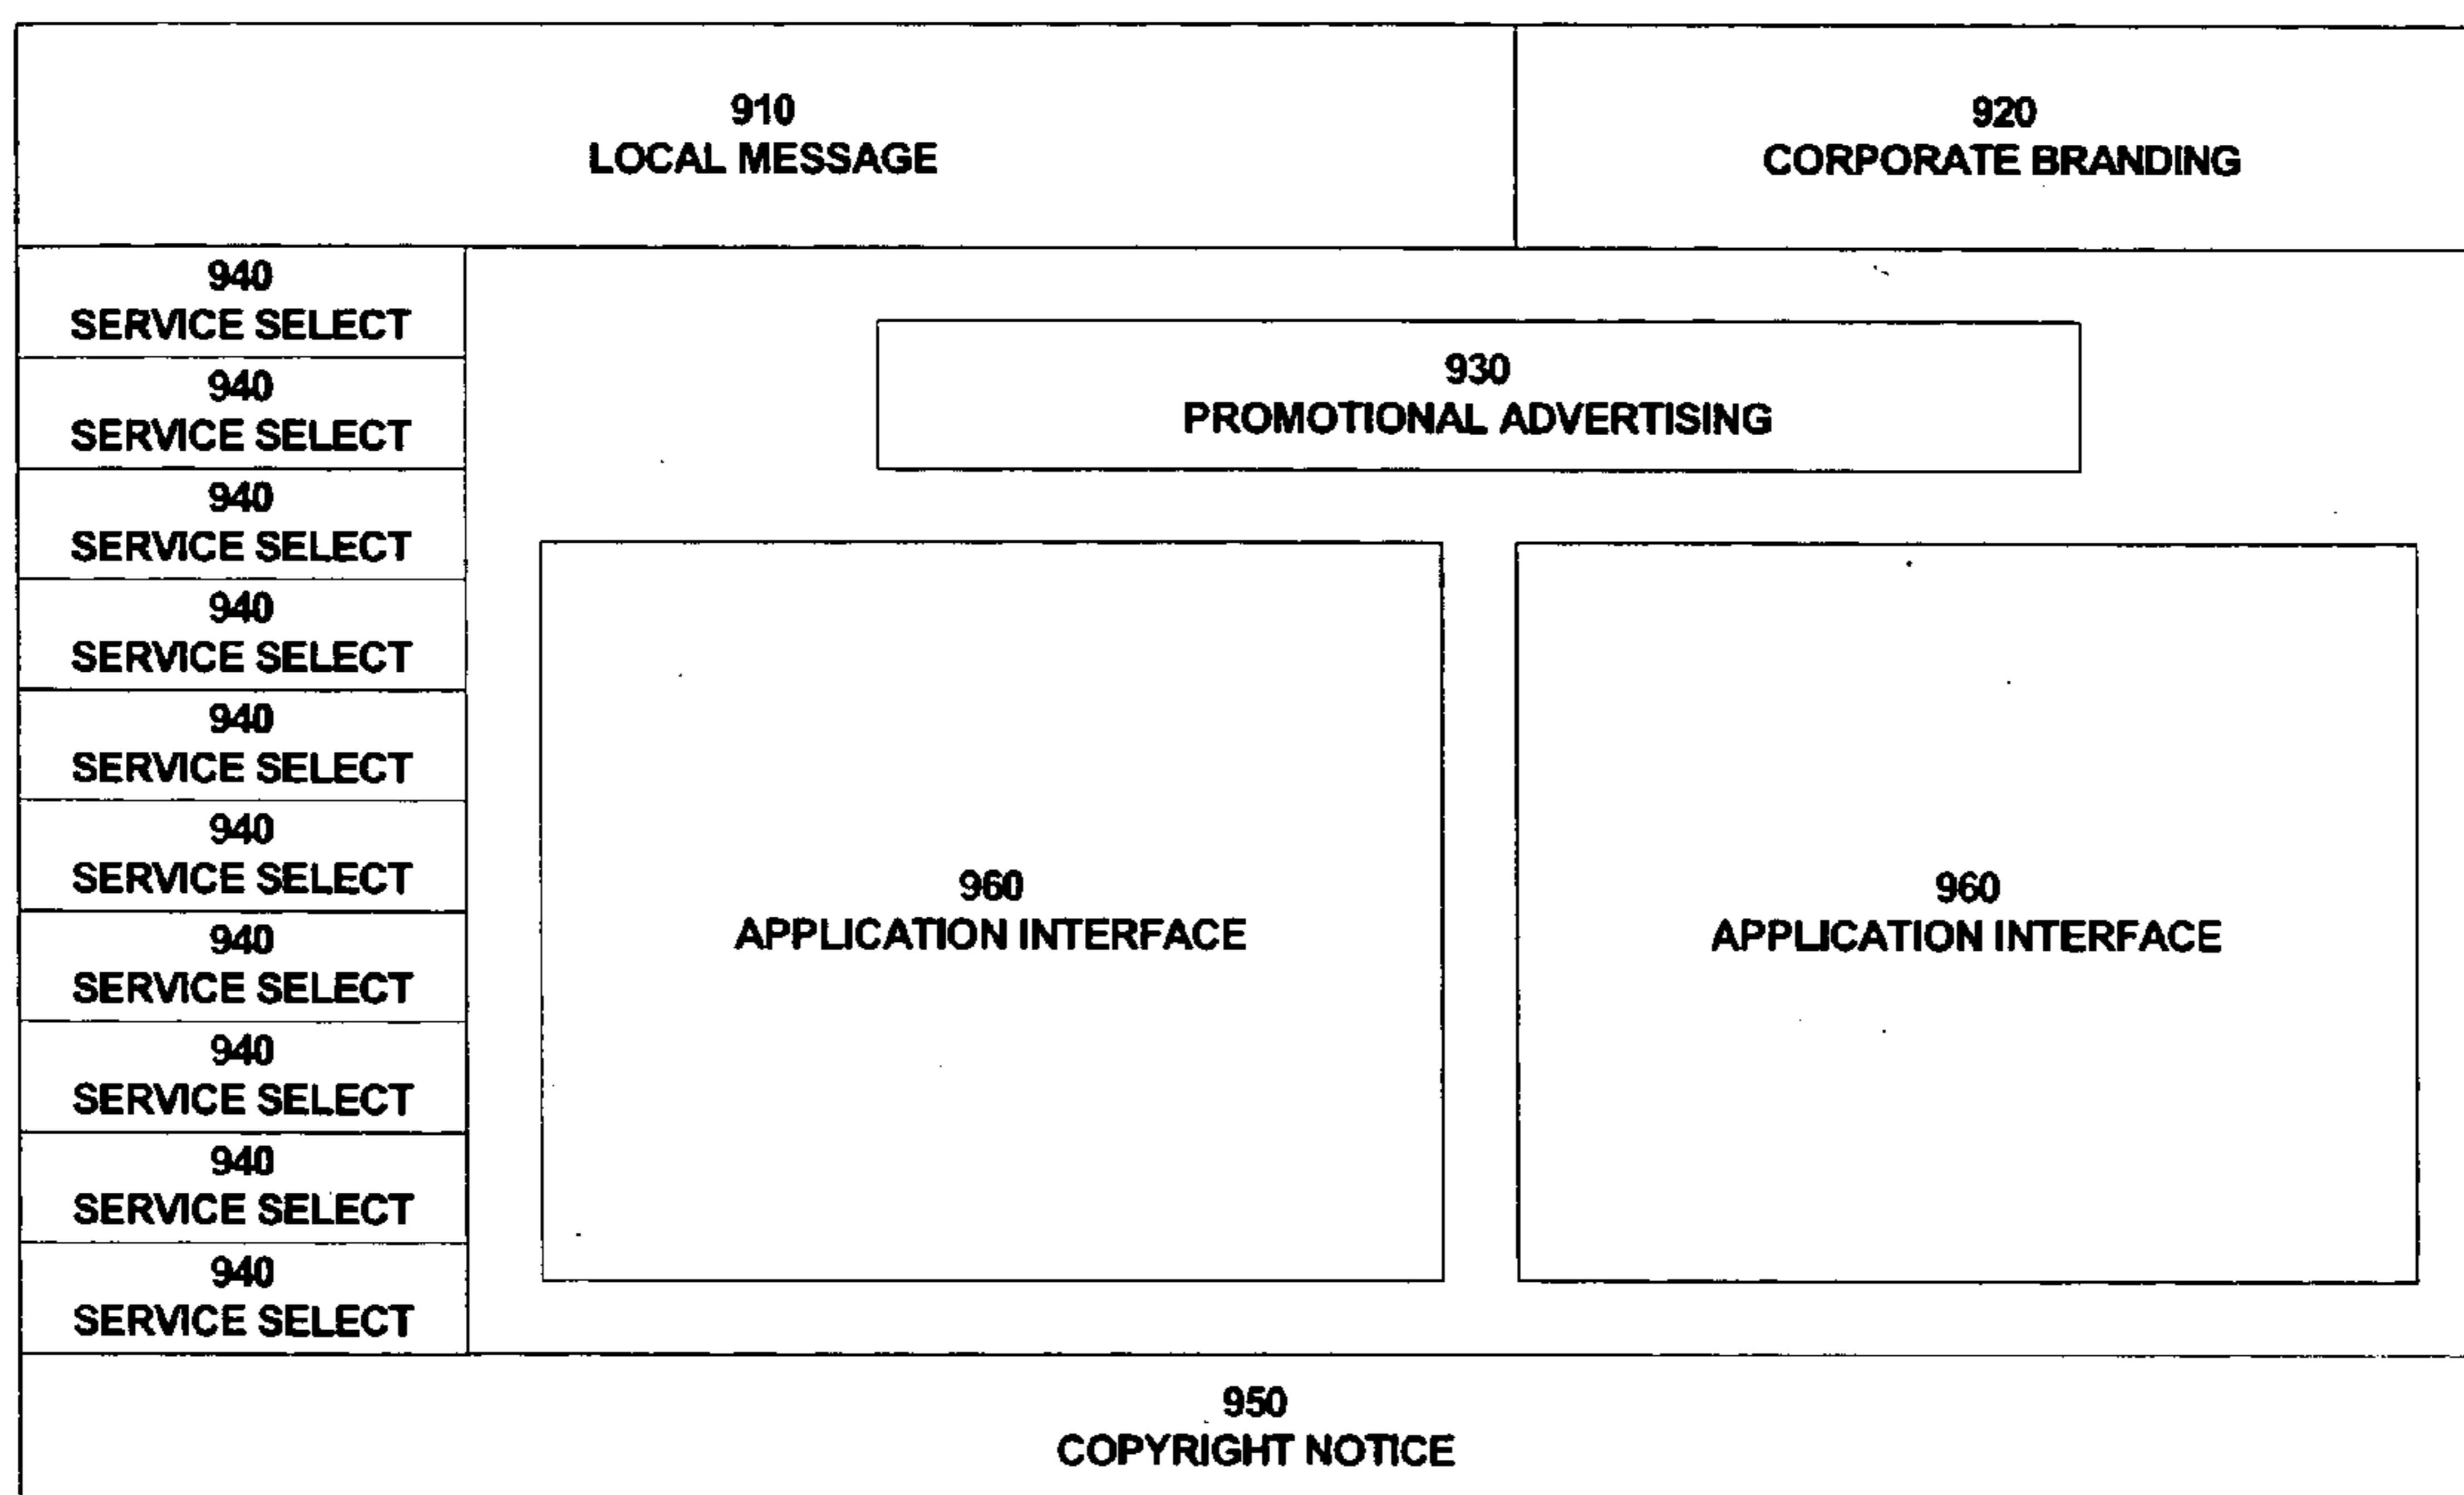 910
LOCAL MESSAGE
920
CORPORATE BRANDING
940
SERVICE SELECT
940
SERVICE SELECT
940
SERVICE SELECT
940
SERVICE SELECT
940
SERVICE SELECT
940
SERVICE SELECT
940
SERVICE SELECT
940
SERVICE SELECT
940
SERVICE SELECT
940
SERVICE SELECT
930
PROMOTIONAL ADVERTISING
960
APPLICATION INTERFACE
960
APPLICATION INTERFACE
950
COPYRIGHT NOTICE